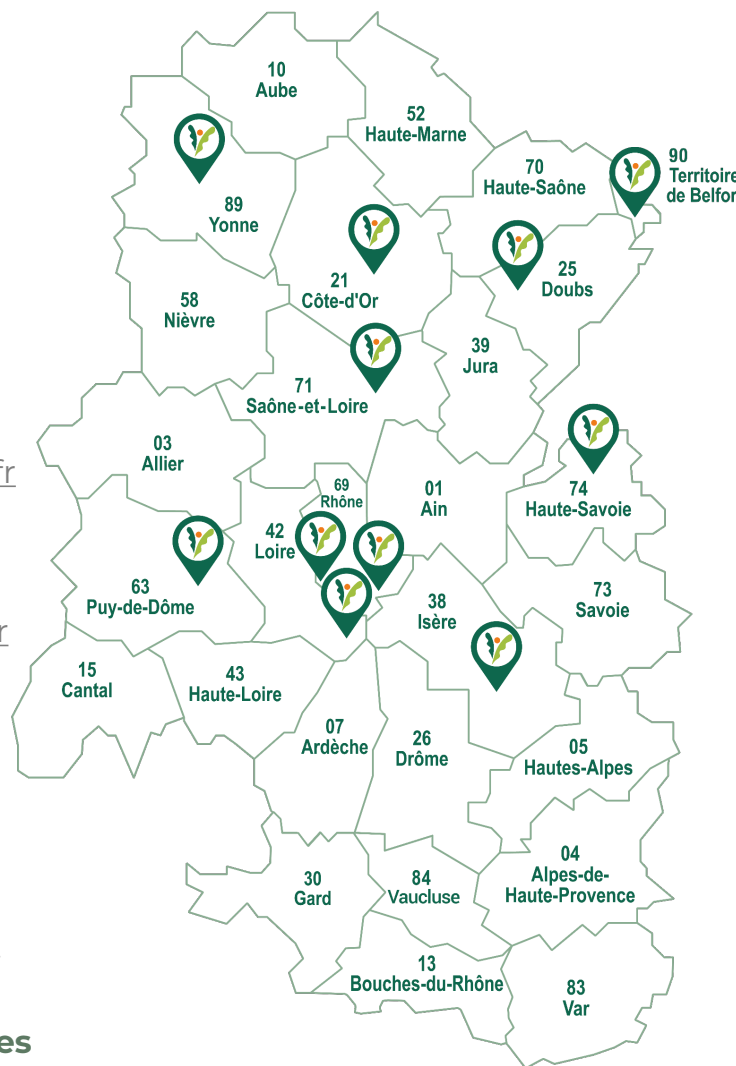 10
Aube
52
Haute-Marne
90
Territoire
de Belfor
70
Haute-Saône
89
Yonne
21
Côte-d'Or
25
Doubs
58
Nièvre
39
Jura
71
Saône-et-Loire
03
Allier
fr
69
Rhône
01
Ain
74
Haute-Savoie
42
Loire
63
Puy-de-Dôme
38
Isère
73
Savoie
r
15
Cantal
43
Haute-Loire
07
Ardèche
26
Drôme
05
Hautes-Alpes
04
Alpes-de-
Haute-Provence
30
Gard
84
Vaucluse
13
Bouches-du-Rhône
83
Var
es